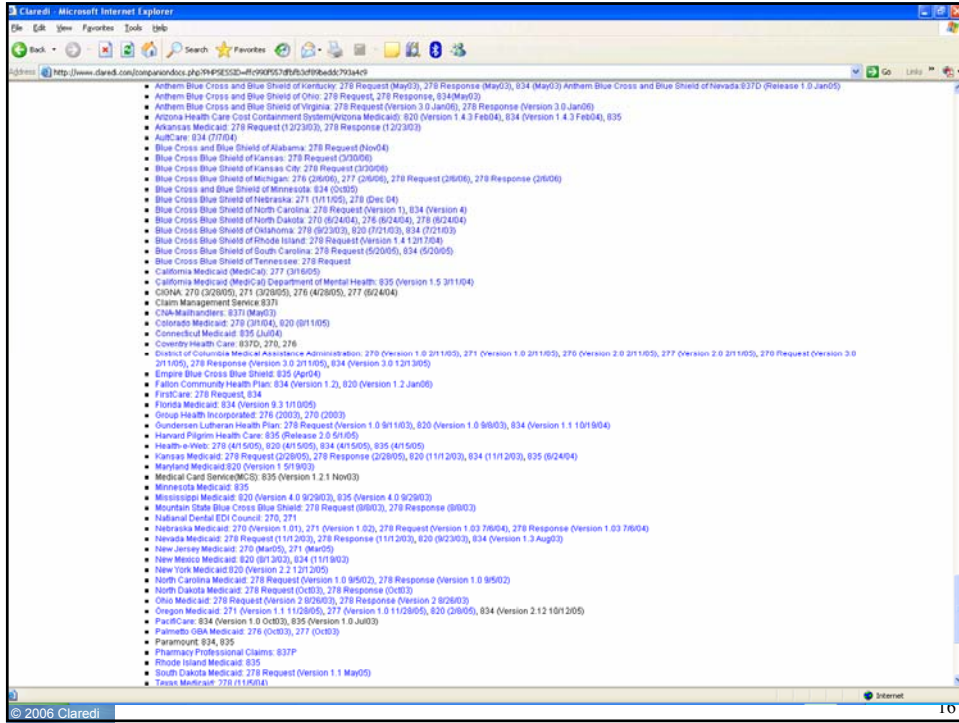 Claredi - Microsoft Internet Explorer
File Edit View Favorites Tools Help
Back Search Favorites
Address http://www.claredi.com/companiondocs.php?PHPSESSID= Go Links
Anthem Blue Cross and Blue Shield of Kentucky: 278 Request (May03), 278 Response (May03), 834 (May03) Anthem Blue Cross and Blue Shield of Nevada:837D (Release 1.0 Jan05)
Anthem Blue Cross and Blue Shield of Ohio: 278 Request, 278 Response, 834(May03)
Anthem Blue Cross and Blue Shield of Virginia: 278 Request (Version 3.0 Jan06), 278 Response (Version 3.0 Jan06)
Arizona Health Care Cost Containment System(Arizona Medicaid): 820 (Version 1.4.3 Feb04), 834 (Version 1.4.3 Feb04), 835
Arkansas Medicaid: 278 Request (12/23/03), 278 Response (12/23/03)
AultCare: 834 (7/7/04)
Blue Cross and Blue Shield of Alabama: 278 Request (Nov04)
Blue Cross Blue Shield of Kansas: 278 Request (3/30/06)
Blue Cross Blue Shield of Kansas City: 278 Request (3/30/06)
Blue Cross Blue Shield of Michigan: 276 (2/6/06), 277 (2/6/06), 278 Request (2/6/06), 278 Response (2/6/06)
Blue Cross and Blue Shield of Minnesota: 834 (Oct05)
Blue Cross Blue Shield of Nebraska: 271 (1/11/05), 278 (Dec 04)
Blue Cross Blue Shield of North Carolina: 278 Request (Version 1), 834 (Version 4)
Blue Cross Blue Shield of North Dakota: 270 (6/24/04), 276 (6/24/04), 278 (6/24/04)
Blue Cross Blue Shield of Oklahoma: 278 (9/23/03), 820 (7/21/03), 834 (7/21/03)
Blue Cross Blue Shield of Rhode Island: 278 Request (Version 1.4 12/17/04)
Blue Cross Blue Shield of South Carolina: 278 Request (5/20/05), 834 (5/20/05)
Blue Cross Blue Shield of Tennessee: 278 Request
California Medicaid (MediCal): 277 (3/16/05)
California Medicaid (MediCal) Department of Mental Health: 835 (Version 1.5 3/11/04)
CIGNA: 270 (3/28/05), 271 (3/28/05), 276 (4/28/05), 277 (6/24/04)
Claim Management Service:837I
CNA-Mailhandlers: 837I (May03)
Colorado Medicaid: 278 (3/1/04), 820 (8/11/05)
Connecticut Medicaid: 835 (Jul04)
Coventry Health Care: 837D, 270, 276
District of Columbia Medical Assistance Administration: 270 (Version 1.0 2/11/05), 271 (Version 1.0 2/11/05), 276 (Version 2.0 2/11/05), 277 (Version 2.0 2/11/05), 278 Request (Version 3.0
2/11/05), 278 Response (Version 3.0 2/11/05), 834 (Version 3.0 12/13/05)
Empire Blue Cross Blue Shield: 835 (Apr04)
Fallon Community Health Plan: 834 (Version 1.2), 820 (Version 1.2 Jan06)
FirstCare: 278 Request, 834
Florida Medicaid: 834 (Version 9.3 1/10/05)
Group Health Incorporated: 276 (2003), 270 (2003)
Gundersen Lutheran Health Plan: 278 Request (Version 1.0 9/11/03), 820 (Version 1.0 9/8/03), 834 (Version 1.1 10/19/04)
Harvard Pilgrim Health Care: 835 (Release 2.0 5/1/05)
Health-e-Web: 278 (4/15/05), 820 (4/15/05), 834 (4/15/05), 835 (4/15/05)
Kansas Medicaid: 278 Request (2/28/05), 278 Response (2/28/05), 820 (11/12/03), 834 (11/12/03), 835 (6/24/04)
Maryland Medicaid:820 (Version 1 5/19/03)
Medical Card Service(MCS): 835 (Version 1.2.1 Nov03)
Minnesota Medicaid: 835
Mississippi Medicaid: 820 (Version 4.0 9/29/03), 835 (Version 4.0 9/29/03)
Mountain State Blue Cross Blue Shield: 278 Request (8/8/03), 278 Response (8/8/03)
National Dental EDI Council: 270, 271
Nebraska Medicaid: 270 (Version 1.01), 271 (Version 1.02), 278 Request (Version 1.03 7/6/04), 278 Response (Version 1.03 7/6/04)
Nevada Medicaid: 278 Request (11/12/03), 278 Response (11/12/03), 820 (9/23/03), 834 (Version 1.3 Aug03)
New Jersey Medicaid: 270 (Mar05), 271 (Mar05)
New Mexico Medicaid: 820 (8/13/03), 834 (11/19/03)
New York Medicaid:820 (Version 2.2 12/12/05)
North Carolina Medicaid: 278 Request (Version 1.0 9/5/02), 278 Response (Version 1.0 9/5/02)
North Dakota Medicaid: 278 Request (Oct03), 278 Response (Oct03)
Ohio Medicaid: 278 Request (Version 2 8/26/03), 278 Response (Version 2 8/26/03)
Oregon Medicaid: 271 (Version 1.1 11/28/05), 277 (Version 1.0 11/28/05), 820 (2/8/05), 834 (Version 2.12 10/12/05)
PacifiCare: 834 (Version 1.0 Oct03), 835 (Version 1.0 Jul03)
Palmetto GBA Medicaid: 276 (Oct03), 277 (Oct03)
Paramount: 834, 835
Pharmacy Professional Claims: 837P
Rhode Island Medicaid: 835
South Dakota Medicaid: 278 Request (Version 1.1 May05)
Texas Medicaid: 278 (11/5/04)
Internet
© 2006 Claredi
16